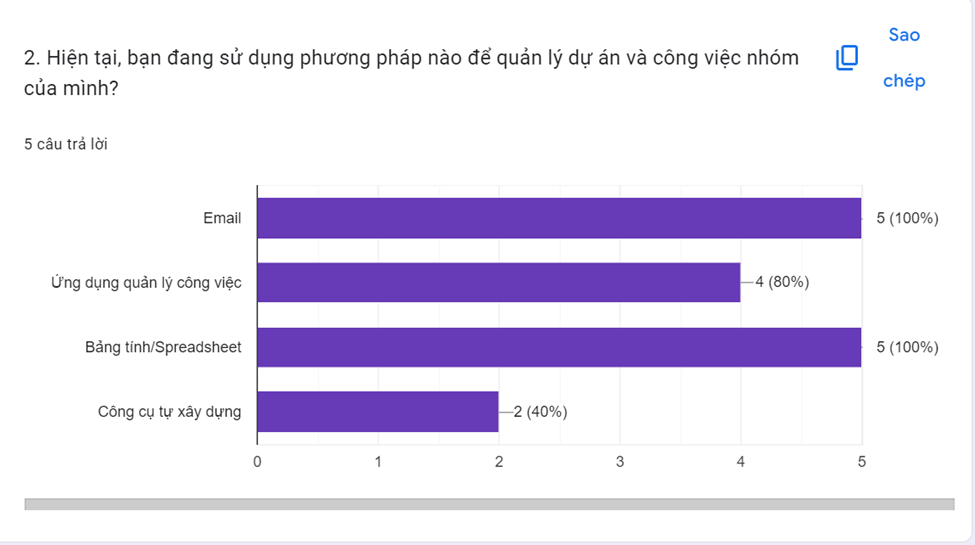 2. Hiện tại, bạn đang sử dụng phương pháp nào để quản lý dự án và công việc nhóm
của mình?
Sao
chép
5 câu trả lời
Email
5 (100%)
Ứng dụng quản lý công việc
4 (80%)
Bảng tính/Spreadsheet
5 (100%)
Công cụ tự xây dựng
2 (40%)
0 1 2 3 4 5